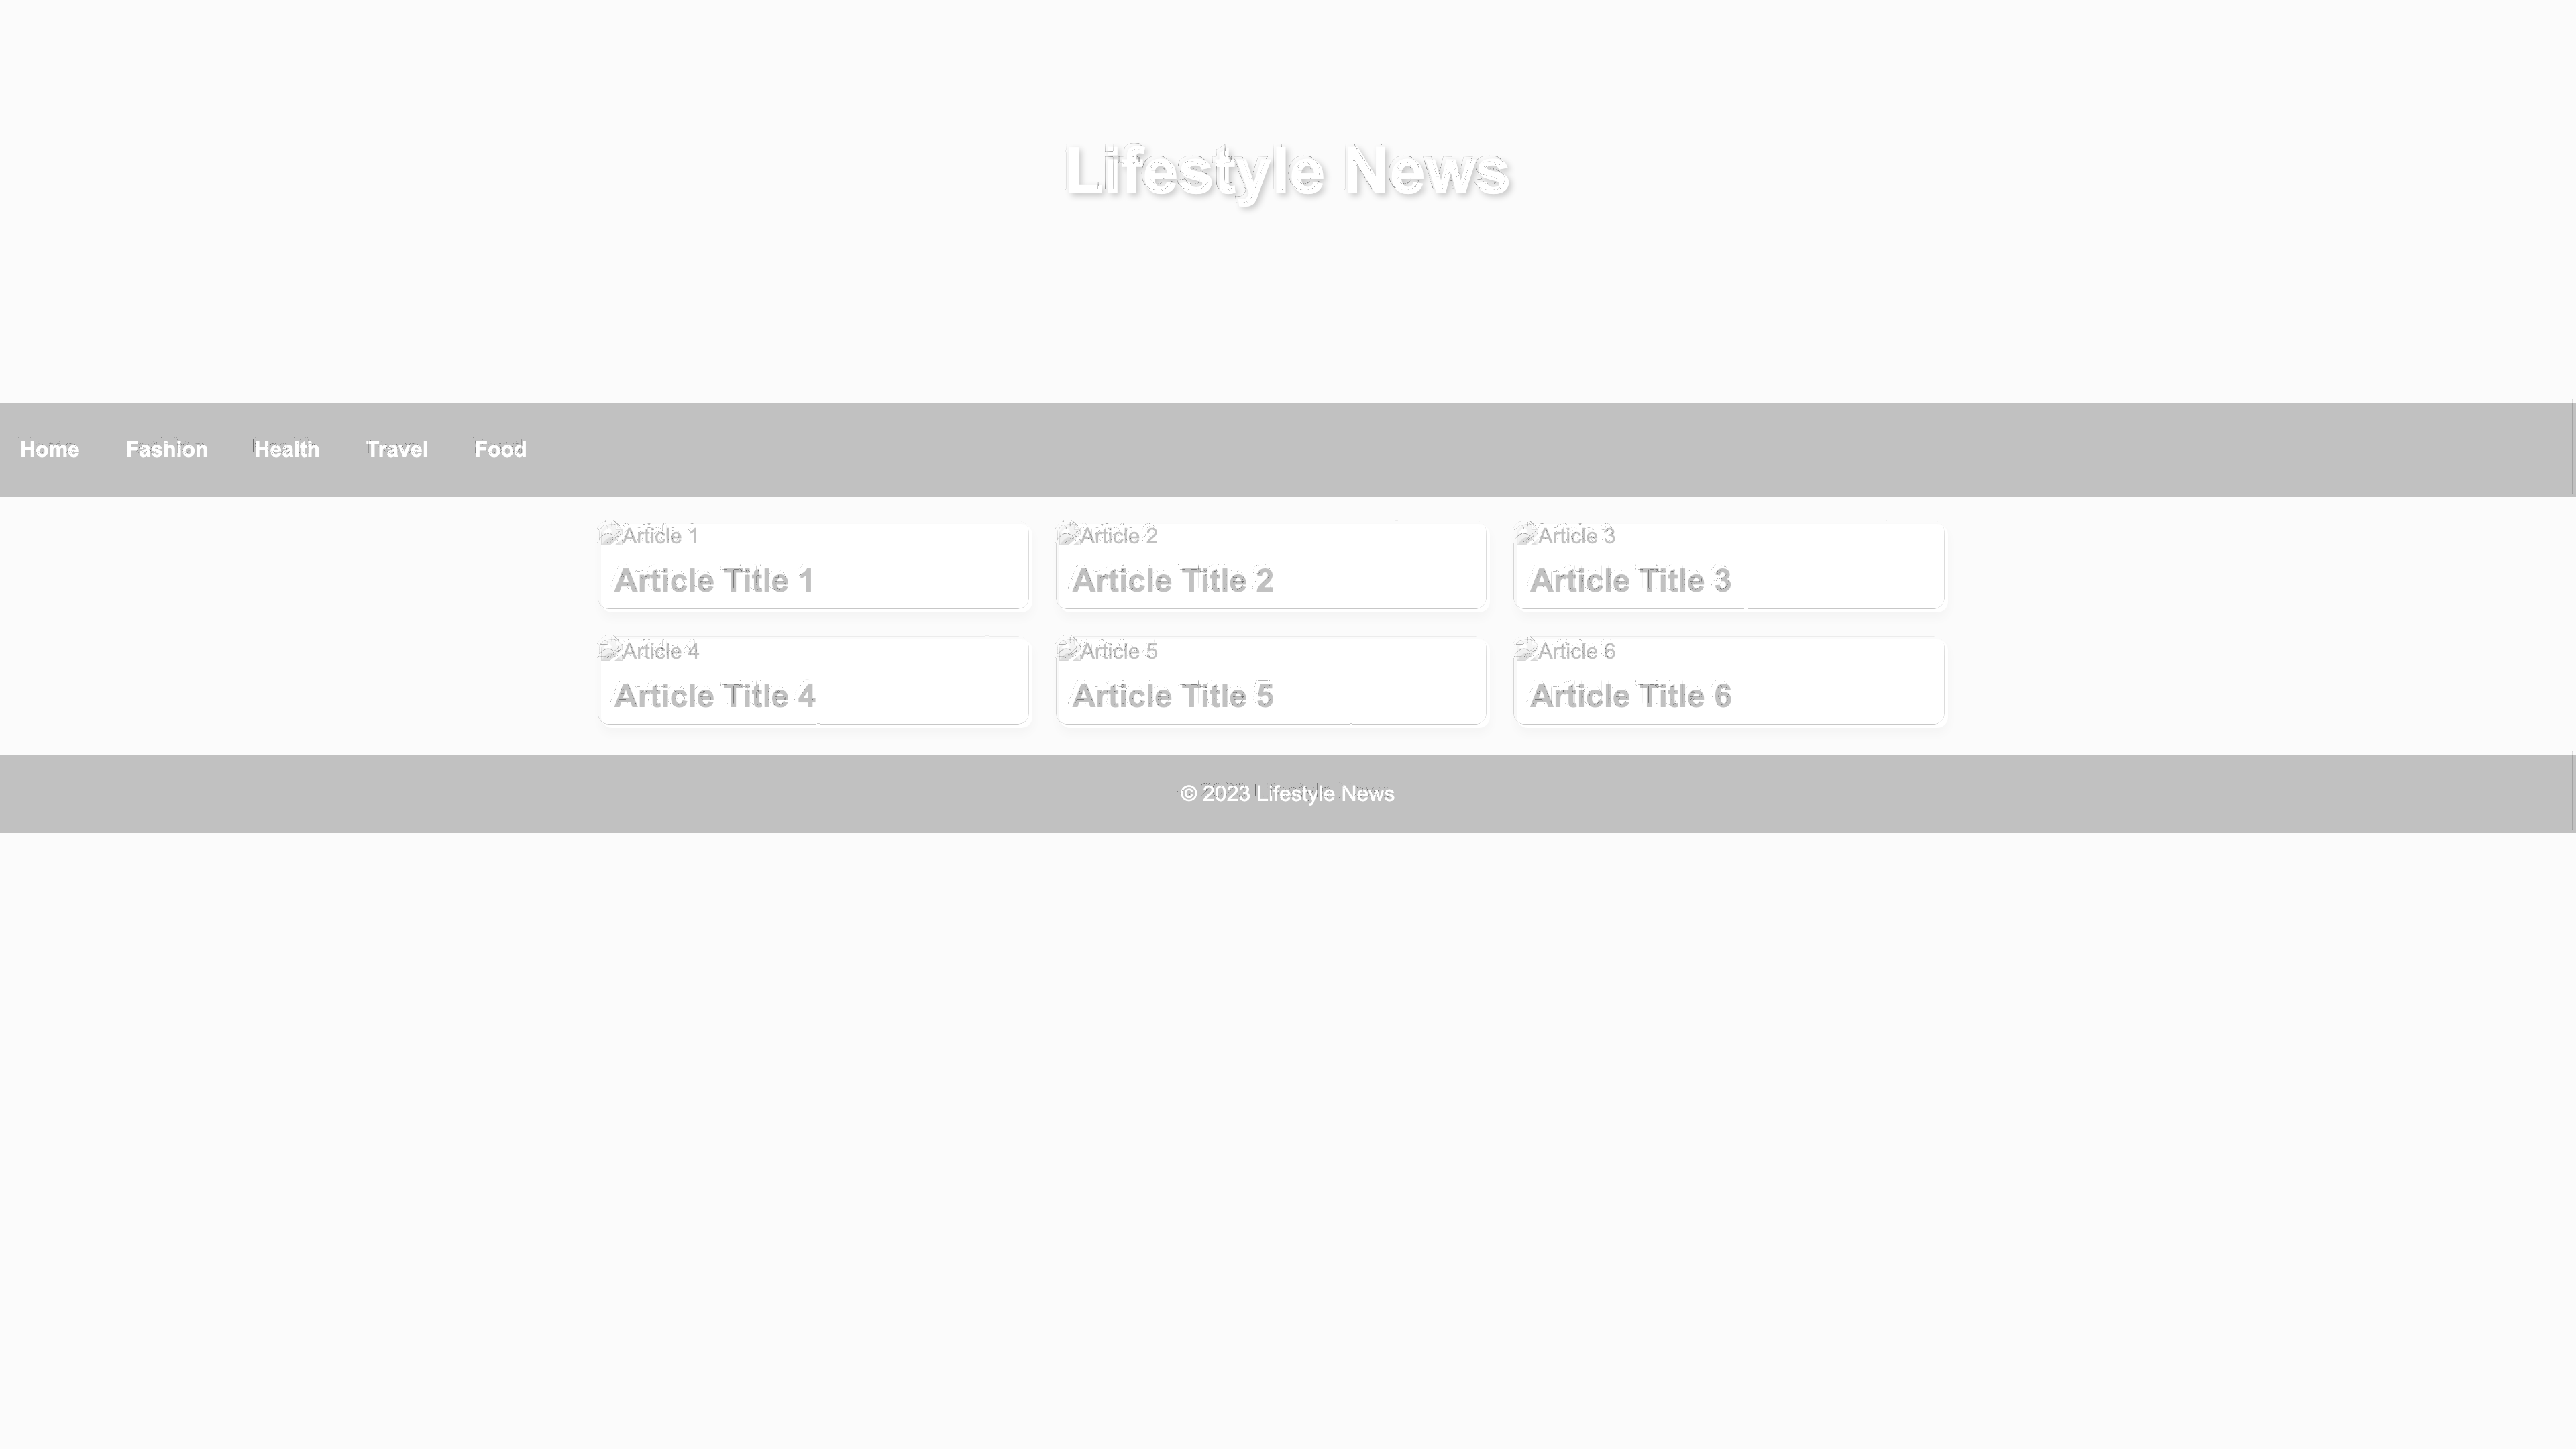 Lifestyle News
Home Fashion Health Travel Food
Article 1 Article 2 Article 3
Article Title 1 Article Title 2 Article Title 3
Article 4 Article 5 Article 6
Article Title 4 Article Title 5 Article Title 6
© 2023 Lifestyle News